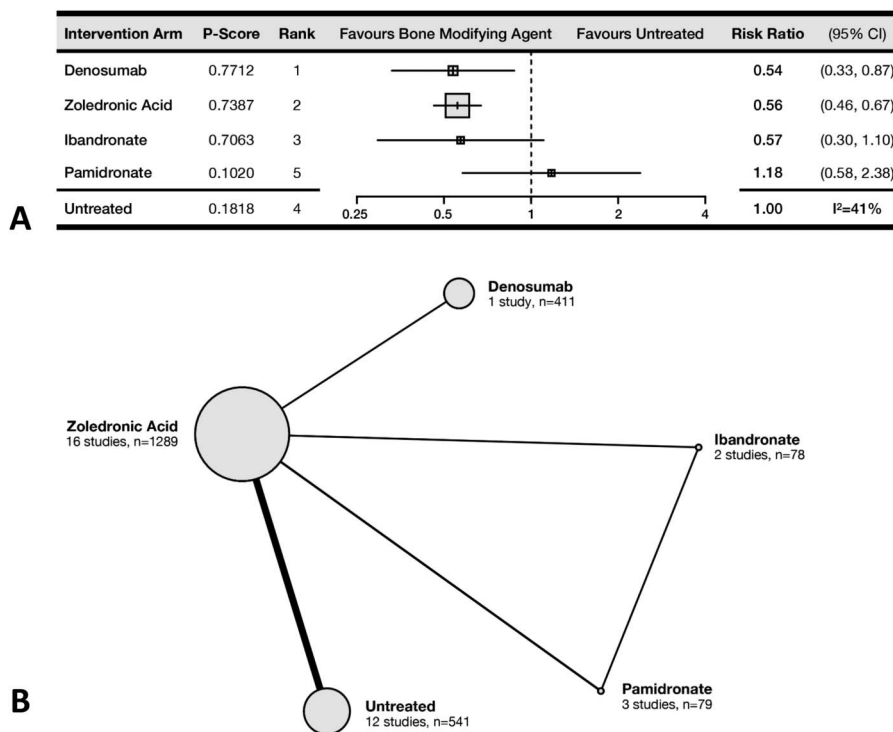 Intervention Arm P-Score Rank Favours Bone Modifying Agent Favours Untreated Risk Ratio (95% CI)
Denosumab 0.7712 1 0.54 (0.33, 0.87)
Zoledronic Acid 0.7387 2 0.56 (0.46, 0.67)
Ibandronate 0.7063 3 0.57 (0.30, 1.10)
Pamidronate 0.1020 5 1.18 (0.58, 2.38)
Untreated 0.1818 4 1.00 I²=41%
0.25 0.5 1 2 4
A
Denosumab
1 study, n=411
Zoledronic Acid
16 studies, n=1289
Ibandronate
2 studies, n=78
Pamidronate
3 studies, n=79
Untreated
12 studies, n=541
B